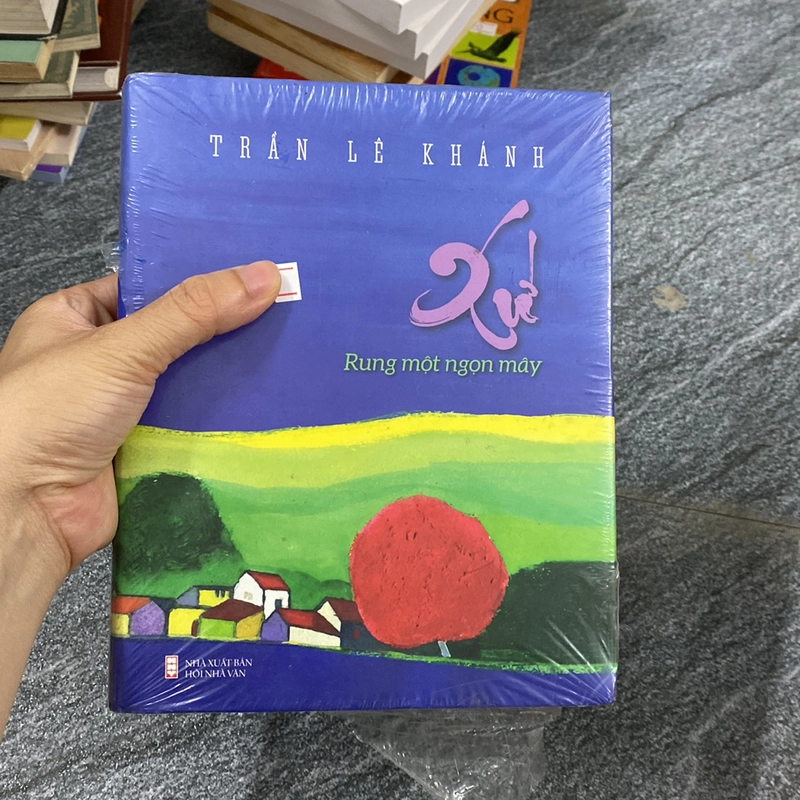 TRẦN LÊ KHÁNH
Xứ
Rung một ngọn mây
NHÀ XUẤT BẢN
HỘI NHÀ VĂN